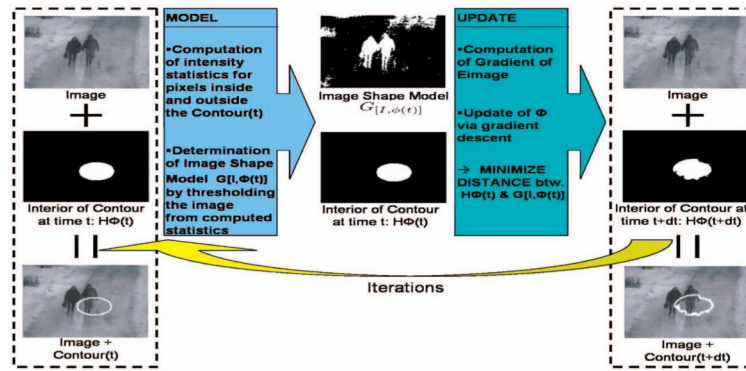 Image
+
Interior of Contour
at time t: HΦ(t)
=
Image +
Contour(t)
MODEL
▪Computation
of intensity
statistics for
pixels inside
and outside
the Contour(t)
▪Determination
of Image Shape
Model G[I,Φ(t)]
by thresholding
the image
from computed
statistics
Image Shape Model
G[I,ϕ(t)]
Interior of Contour
at time t: HΦ(t)
UPDATE
▪Computation
of Gradient of
Eimage
▪Update of Φ
via gradient
descent
→ MINIMIZE
DISTANCE btw.
HΦ(t) & G[I,Φ(t)]
Image
+
Interior of Contour at
time t+dt: HΦ(t+dt)
=
Image +
Contour(t+dt)
Iterations